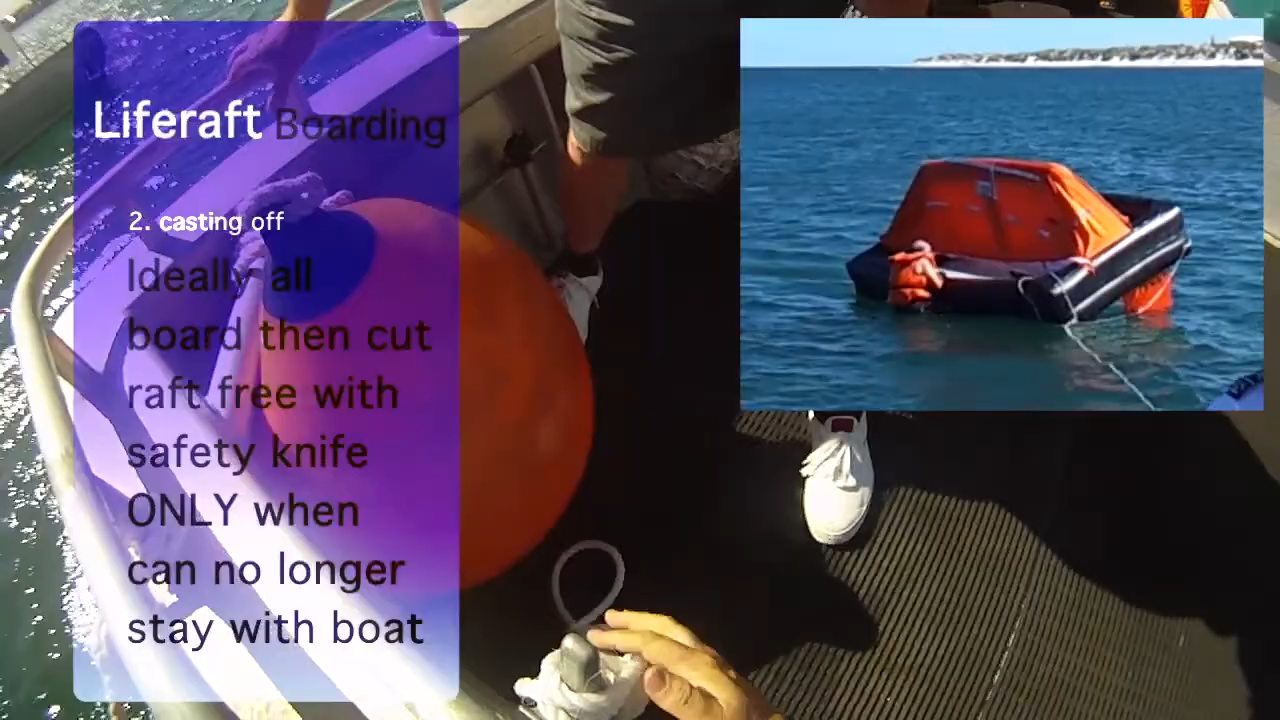 Liferaft Boarding
2. casting off
Ideally all
board then cut
raft free with
safety knife
ONLY when
can no longer
stay with boat